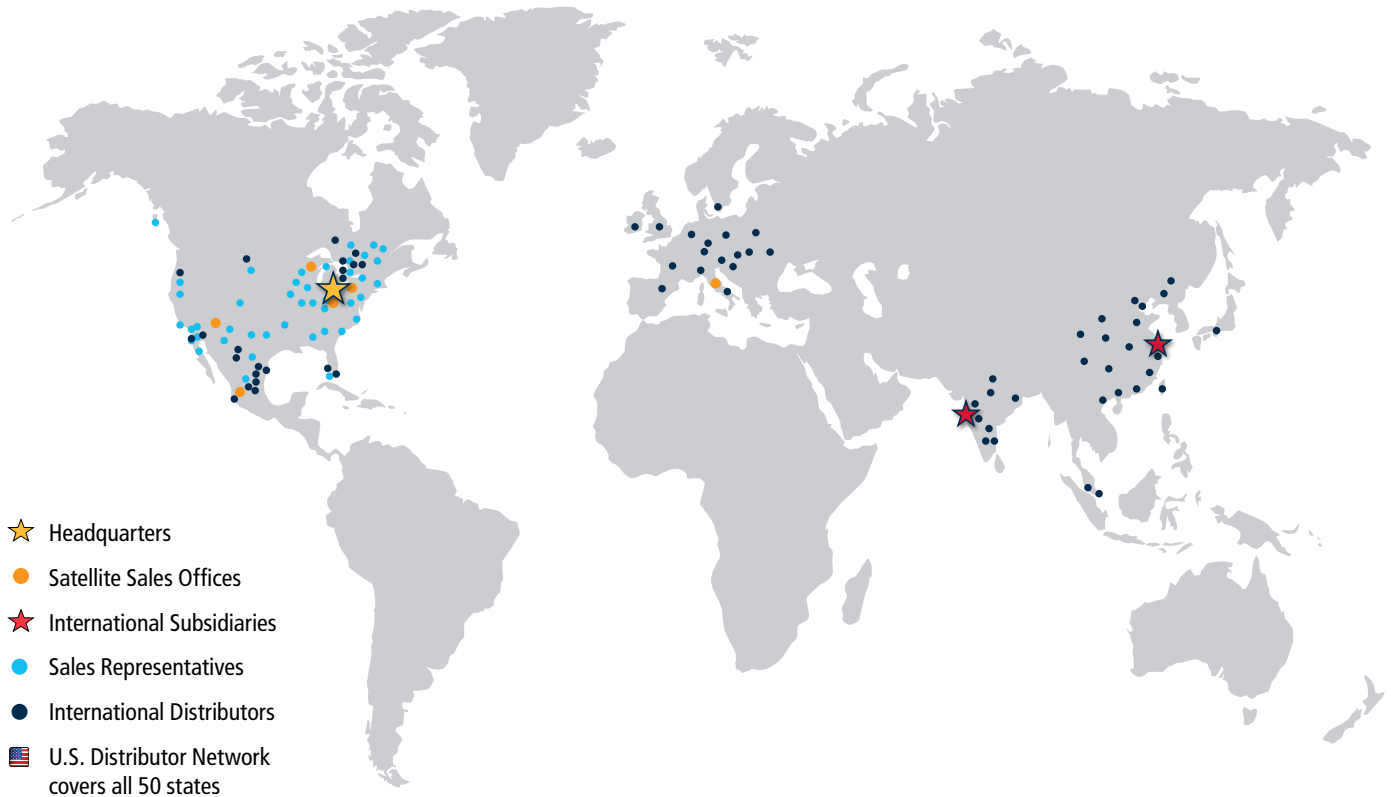 Headquarters
Satellite Sales Offices
International Subsidiaries
Sales Representatives
International Distributors
U.S. Distributor Network
covers all 50 states